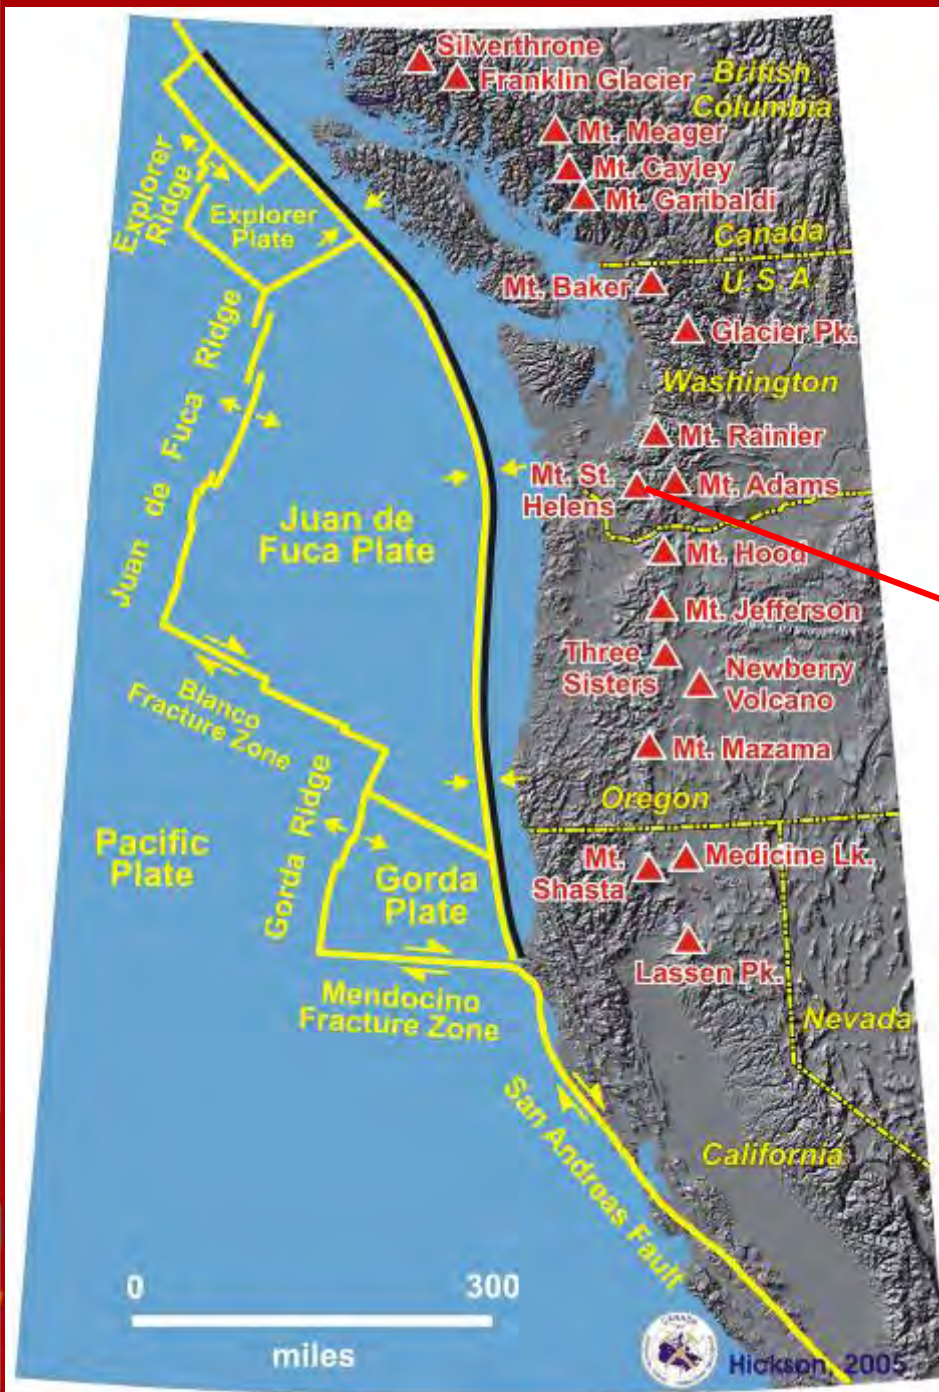 Silverthrone
Franklin Glacier
British
Columbia
Mt. Meager
Mt. Cayley
Mt. Garibaldi
Canada
Explorer
Ridge
Explorer
Plate
Mt. Baker
U.S.A.
Glacier Pk.
Washington
Juan de Fuca Ridge
Mt. Rainier
Mt. St.
Helens
Mt. Adams
Juan de
Fuca Plate
Mt. Hood
Mt. Jefferson
Three
Sisters
Newberry
Volcano
Blanco
Fracture Zone
Mt. Mazama
Oregon
Pacific
Plate
Gorda Ridge
Gorda
Plate
Mt.
Shasta
Medicine Lk.
Lassen Pk.
Mendocino
Fracture Zone
Nevada
San Andreas Fault
California
0 300
miles
CANADA
Hickson, 2005